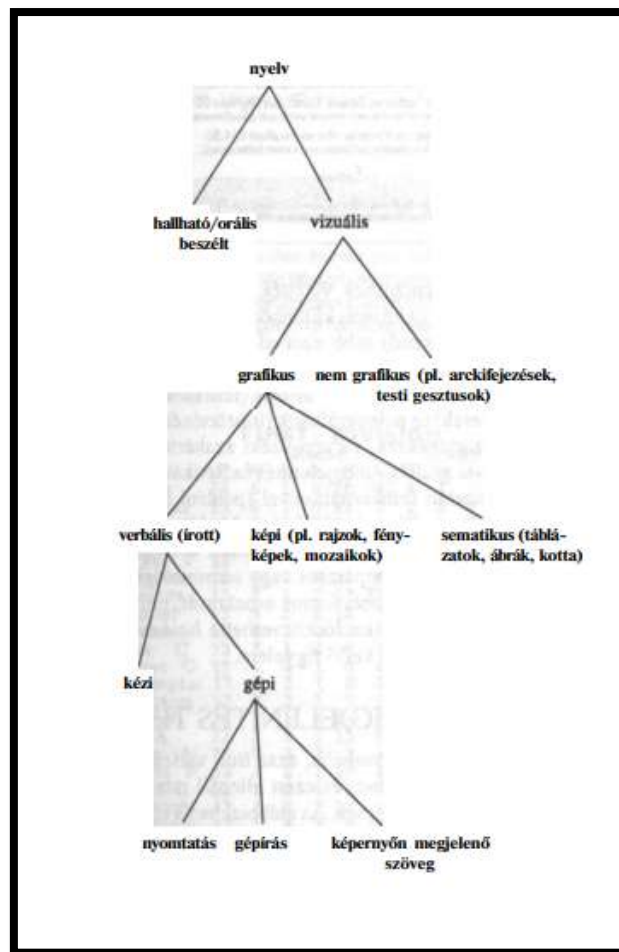 nyelv
hallható/orális vizuális
beszélt
grafikus nem grafikus (pl. arckifejezések,
testi gesztusok)
verbális (írott) képi (pl. rajzok, fény- sematikus (táblá-
képek, mozaikok) zatok, ábrák, kotta)
kézi gépi
nyomtatás gépírás képernyőn megjelenő
szöveg